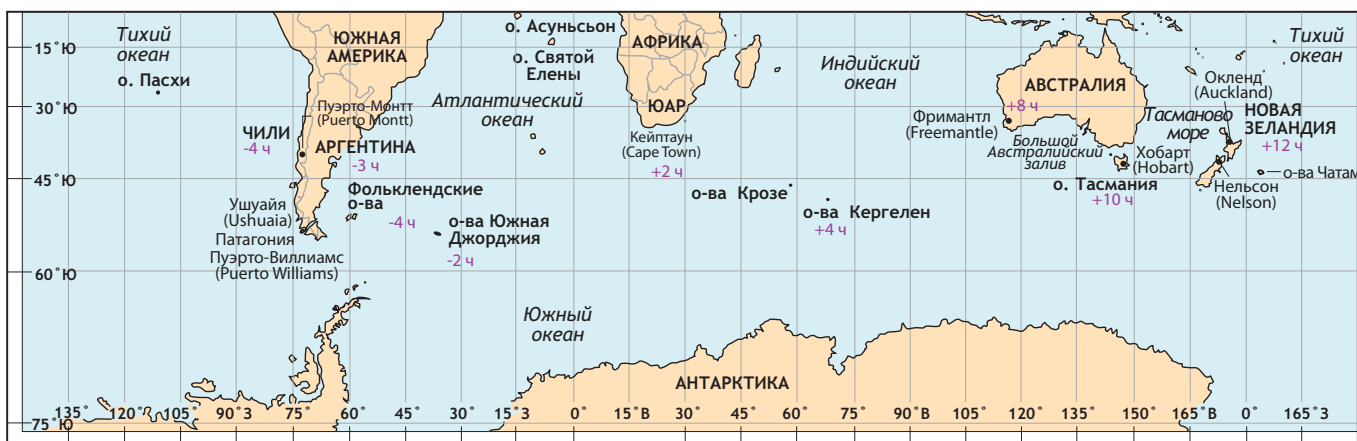 Тихий
океан
о. Пасхи
ЮЖНАЯ
АМЕРИКА
о. Асуньсьон
о. Святой
Елены
АФРИКА
Индийский
океан
АВСТРАЛИЯ
Тихий
океан
15˚Ю
30˚Ю
45˚Ю
60˚Ю
75˚Ю
Атлантический
океан
ЮАР
Кейптаун
(Cape Town)
+2 ч
Пуэрто-Монтт
(Puerto Montt)
ЧИЛИ
-4 ч
АРГЕНТИНА
-3 ч
Фольклендские
о-ва
-4 ч
о-ва Южная
Джорджия
-2 ч
Ушуайя
(Ushuaia)
Патагония
Пуэрто-Виллиамс
(Puerto Williams)
о-ва Крозе
о-ва Кергелен
+4 ч
+8 ч
Фримантл
(Freemantle)
Большой
Австралийский
залив
Тасманово
море
Окленд
(Auckland)
НОВАЯ
ЗЕЛАНДИЯ
+12 ч
Хобарт
(Hobart)
о. Тасмания
+10 ч
Нельсон
(Nelson)
о-ва Чатам
Южный
океан
АНТАРКТИКА
135˚ 120˚ 105˚ 90˚З 75˚ 60˚ 45˚ 30˚ 15˚З 0˚ 15˚В 30˚ 45˚ 60˚ 75˚ 90˚В 105˚ 120˚ 135˚ 150˚ 165˚В 0˚ 165˚З